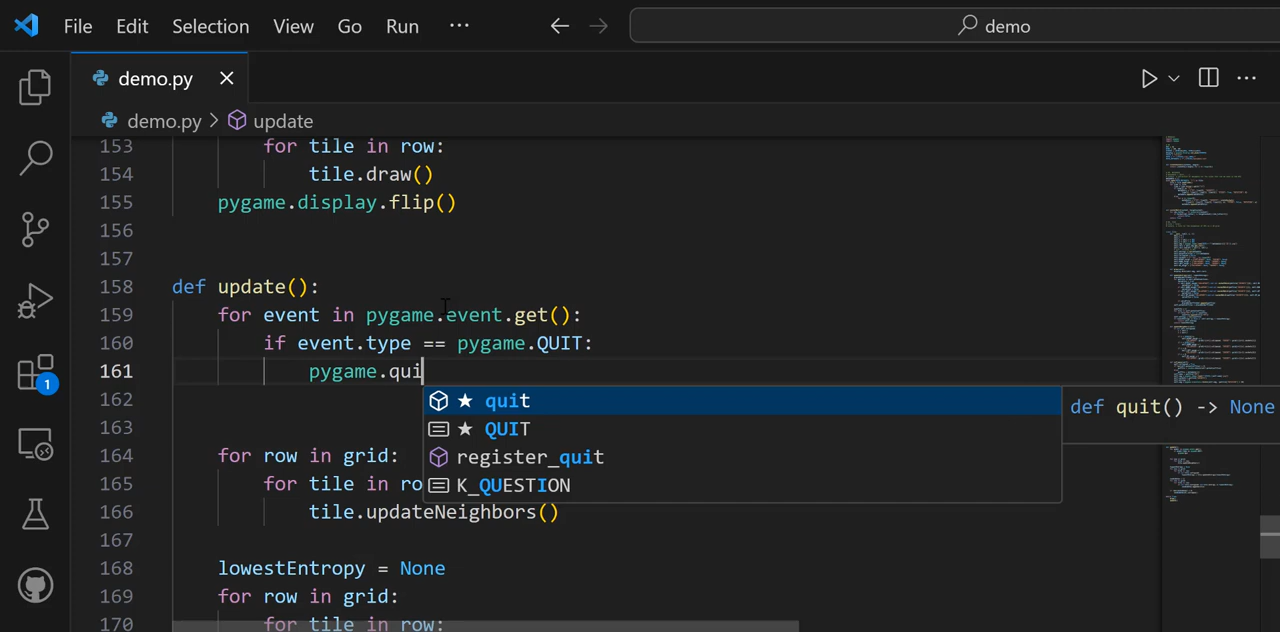 File Edit Selection View Go Run ··· demo
demo.py
demo.py > update
153 for tile in row:
154 tile.draw()
155 pygame.display.flip()
156
157
158 def update():
159 for event in pygame.event.get():
160 if event.type == pygame.QUIT:
161 pygame.qui
162 quit def quit() -> None
163 QUIT
register_quit
164 for row in grid:
165 for tile in ro K_QUESTION
166 tile.updateNeighbors()
167
168 lowestEntropy = None
169 for row in grid:
170 for tile in row:
1